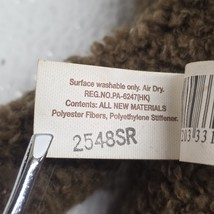 Surface washable only. Air Dry.
REG.NO.PA-6247(HK)
Contents: ALL NEW MATERIALS
Polyester Fibers, Polyethylene Stiffener.
2548SR